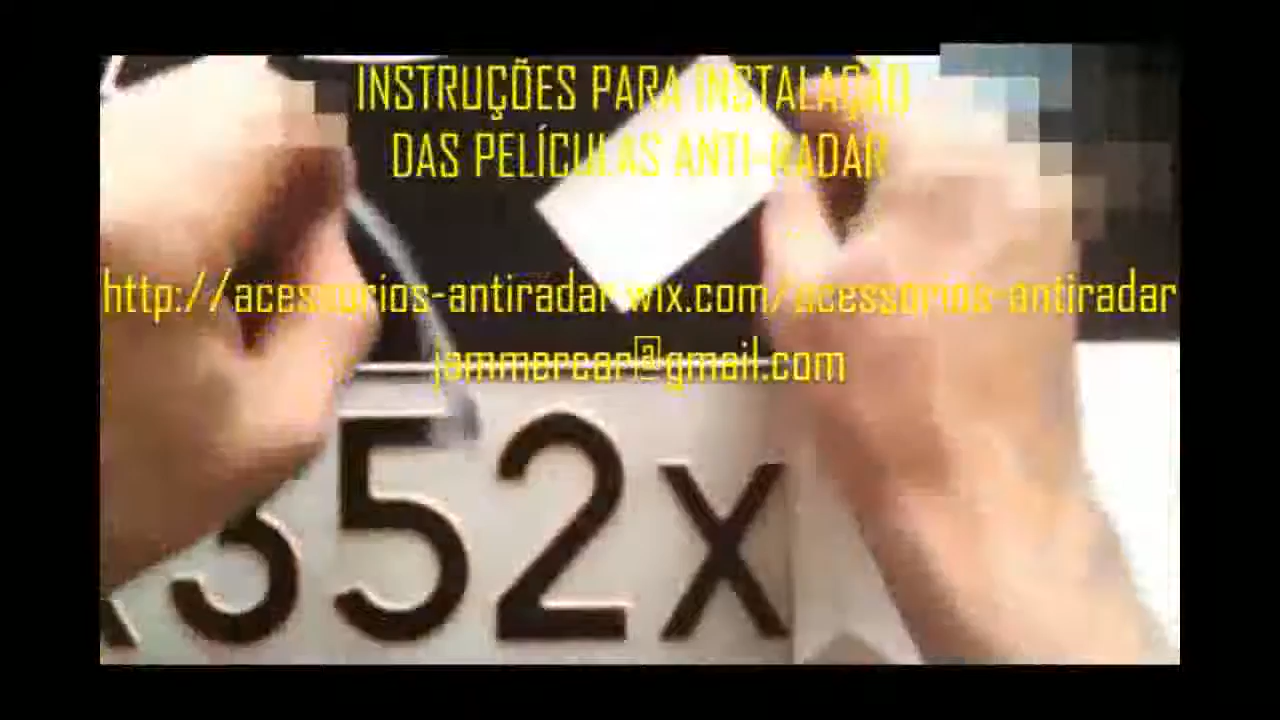 INSTRUÇÕES PARA INSTALAÇÃO
DAS PELÍCULAS ANTI-RADAR
http://acessorios-antiradar.wix.com/acessorios-antiradar
jammercar@gmail.com
352x